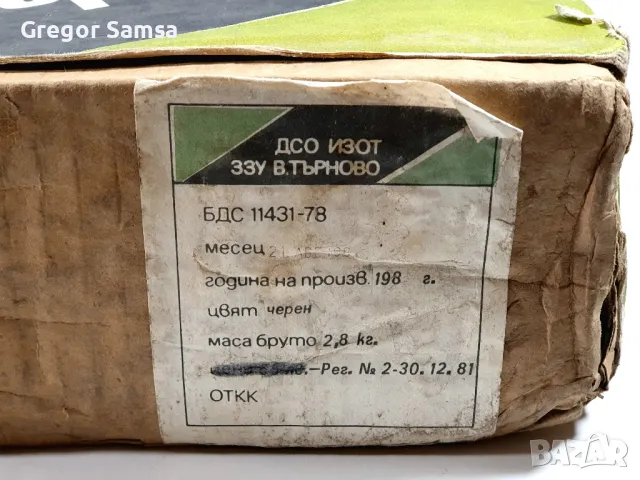 Gregor Samsa
ДСО ИЗОТ
ЗЗУ В.ТЪРНОВО
БДС 11431-78
месец
година на произв. 198 г.
цвят черен
маса бруто 2,8 кг.
.-Рег. № 2-30.12.81
ОТКК
BAZAR